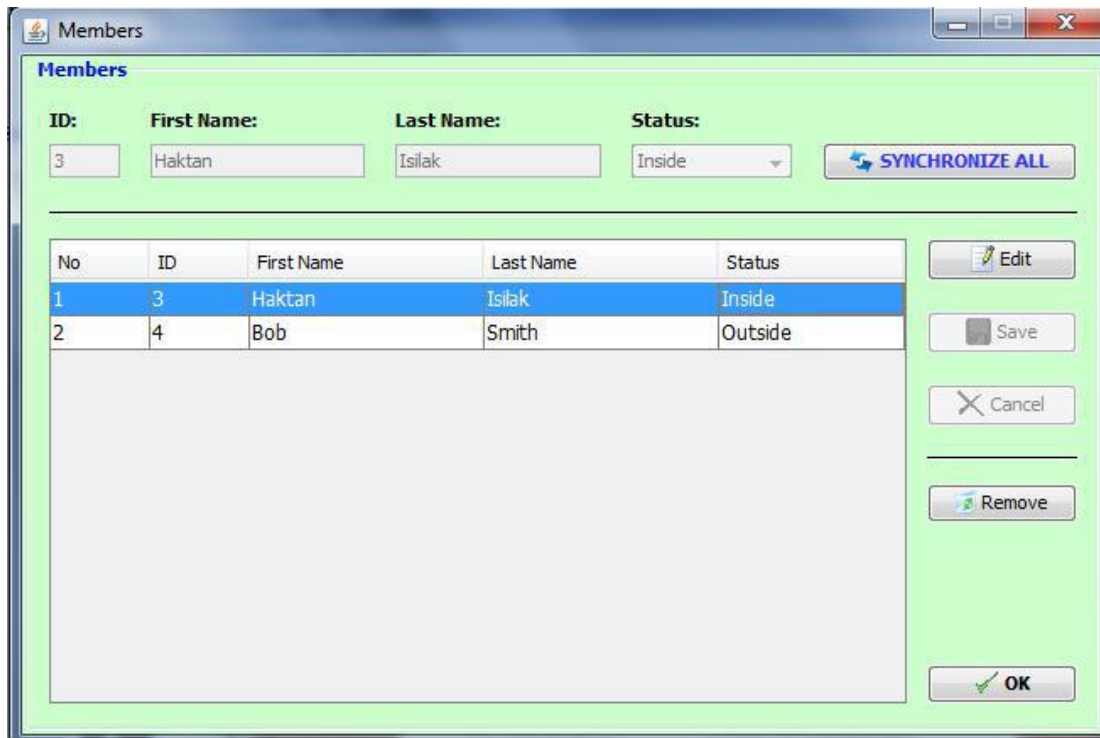 Members
Members
ID: First Name: Last Name: Status:
3 Haktan Isilak Inside SYNCHRONIZE ALL
No ID First Name Last Name Status
1 3 Haktan Isilak Inside
2 4 Bob Smith Outside
Edit
Save
Cancel
Remove
OK